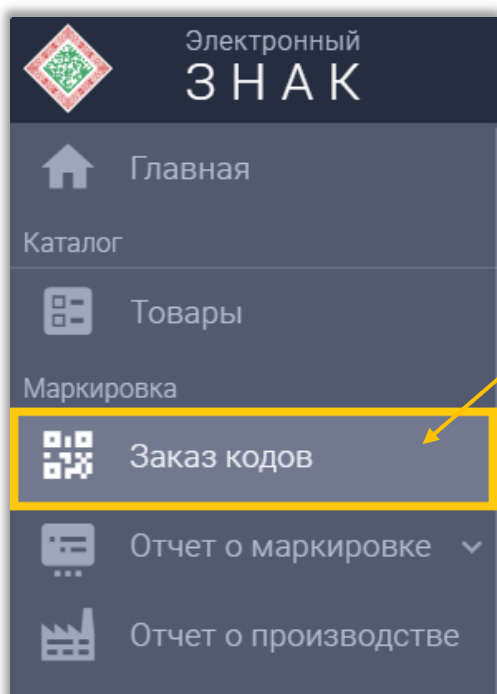 Электронный
ЗНАК
Главная
Каталог
Товары
Маркировка
Заказ кодов
Отчет о маркировке
Отчет о производстве